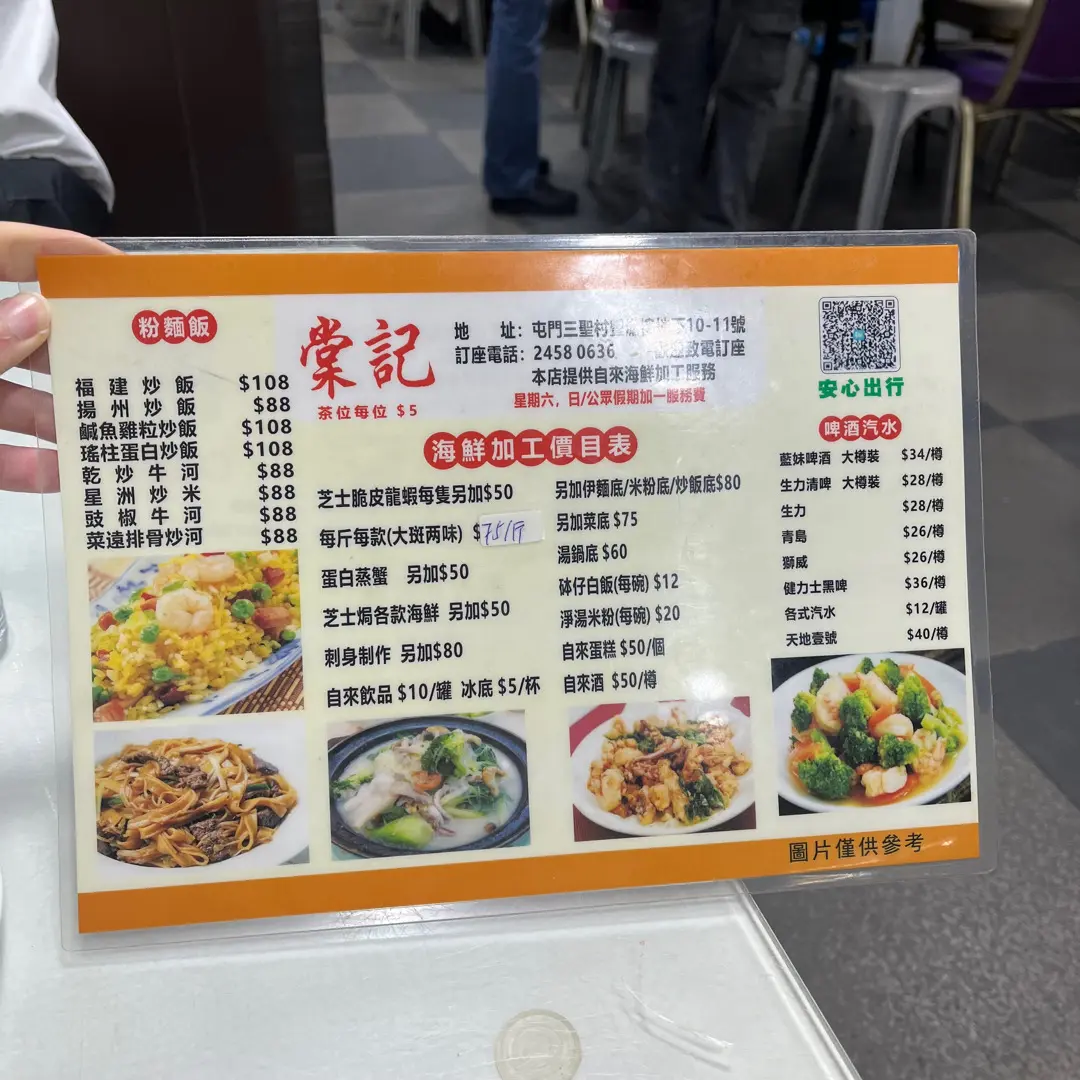 粉麵飯
福建炒飯 $108
揚州炒飯 $88
鹹魚雞粒炒飯 $108
瑤柱蛋白炒飯 $108
乾炒牛河 $88
星洲炒米 $88
豉椒牛河 $88
菜遠排骨炒河 $88
棠記
茶位每位 $5
地 址: 屯門三聖村 10-11號
訂座電話: 2458 0636 致電訂座
本店提供自來海鮮加工服務
星期六, 日/公眾假期加一服務費
安心出行
海鮮加工價目表
芝士脆皮龍蝦每隻另加$50
每斤每款(大斑两味) $75/斤
蛋白蒸蟹 另加$50
芝士焗各款海鮮 另加$50
刺身制作 另加$80
自來飲品 $10/罐 冰底 $5/杯
另加伊麵底/米粉底/炒飯底$80
另加菜底 $75
湯鍋底 $60
砵仔白飯(每碗) $12
淨湯米粉(每碗) $20
自來蛋糕 $50/個
自來酒 $50/樽
啤酒汽水
藍妹啤酒 大樽裝 $34/樽
生力清啤 大樽裝 $28/樽
生力 $28/樽
青島 $26/樽
獅威 $26/樽
健力士黑啤 $36/樽
各式汽水 $12/罐
天地壹號 $40/樽
圖片僅供參考